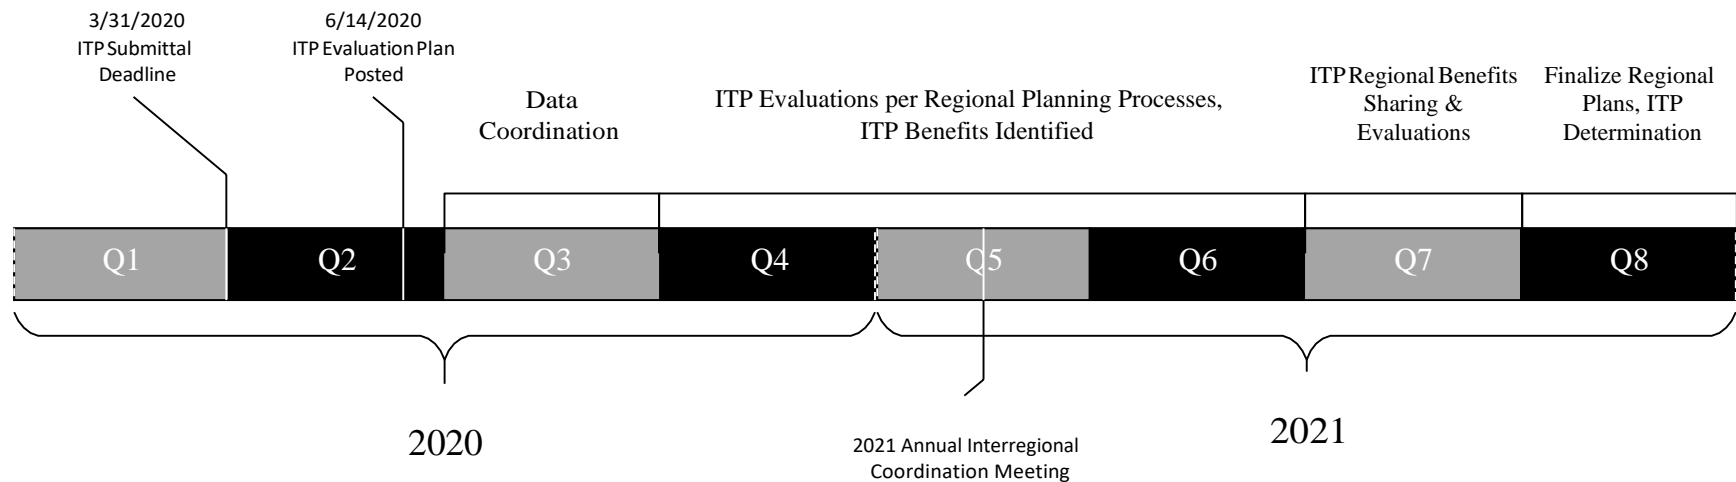 3/31/2020
ITP Submittal
Deadline
6/14/2020
ITP Evaluation Plan
Posted
Data
Coordination
ITP Evaluations per Regional Planning Processes,
ITP Benefits Identified
ITP Regional Benefits
Sharing &
Evaluations
Finalize Regional
Plans, ITP
Determination
Q1
Q2
Q3
Q4
Q5
Q6
Q7
Q8
2020
2021 Annual Interregional
Coordination Meeting
2021